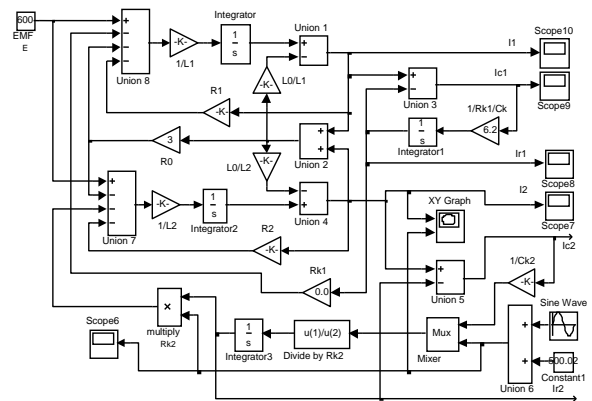 600
EMF
E
+
−
−
−
Union 8
-K-
1/L1
Integrator
1
s
Union 1
+
−
I1
Scope10
-K-
L0/L1
R1
-K-
+
−
Union 3
Ic1
Scope9
1/Rk1/Ck
6.2
1
s
Integrator1
3
R0
+
+
Union 2
-K-
L0/L2
Ir1
Scope8
+
−
−
−
Union 7
-K-
1/L2
1
s
Integrator2
−
+
Union 4
XY Graph
I2
Scope7
R2
-K-
Ic2
Rk1
0.0
+
−
Union 5
1/Ck2
-K-
Sine Wave
×
multiply
Rk2
Scope6
1
s
Integrator3
u(1)/u(2)
Divide by Rk2
Mux
Mixer
+
+
Union 6
500.02
Constant1
Ir2